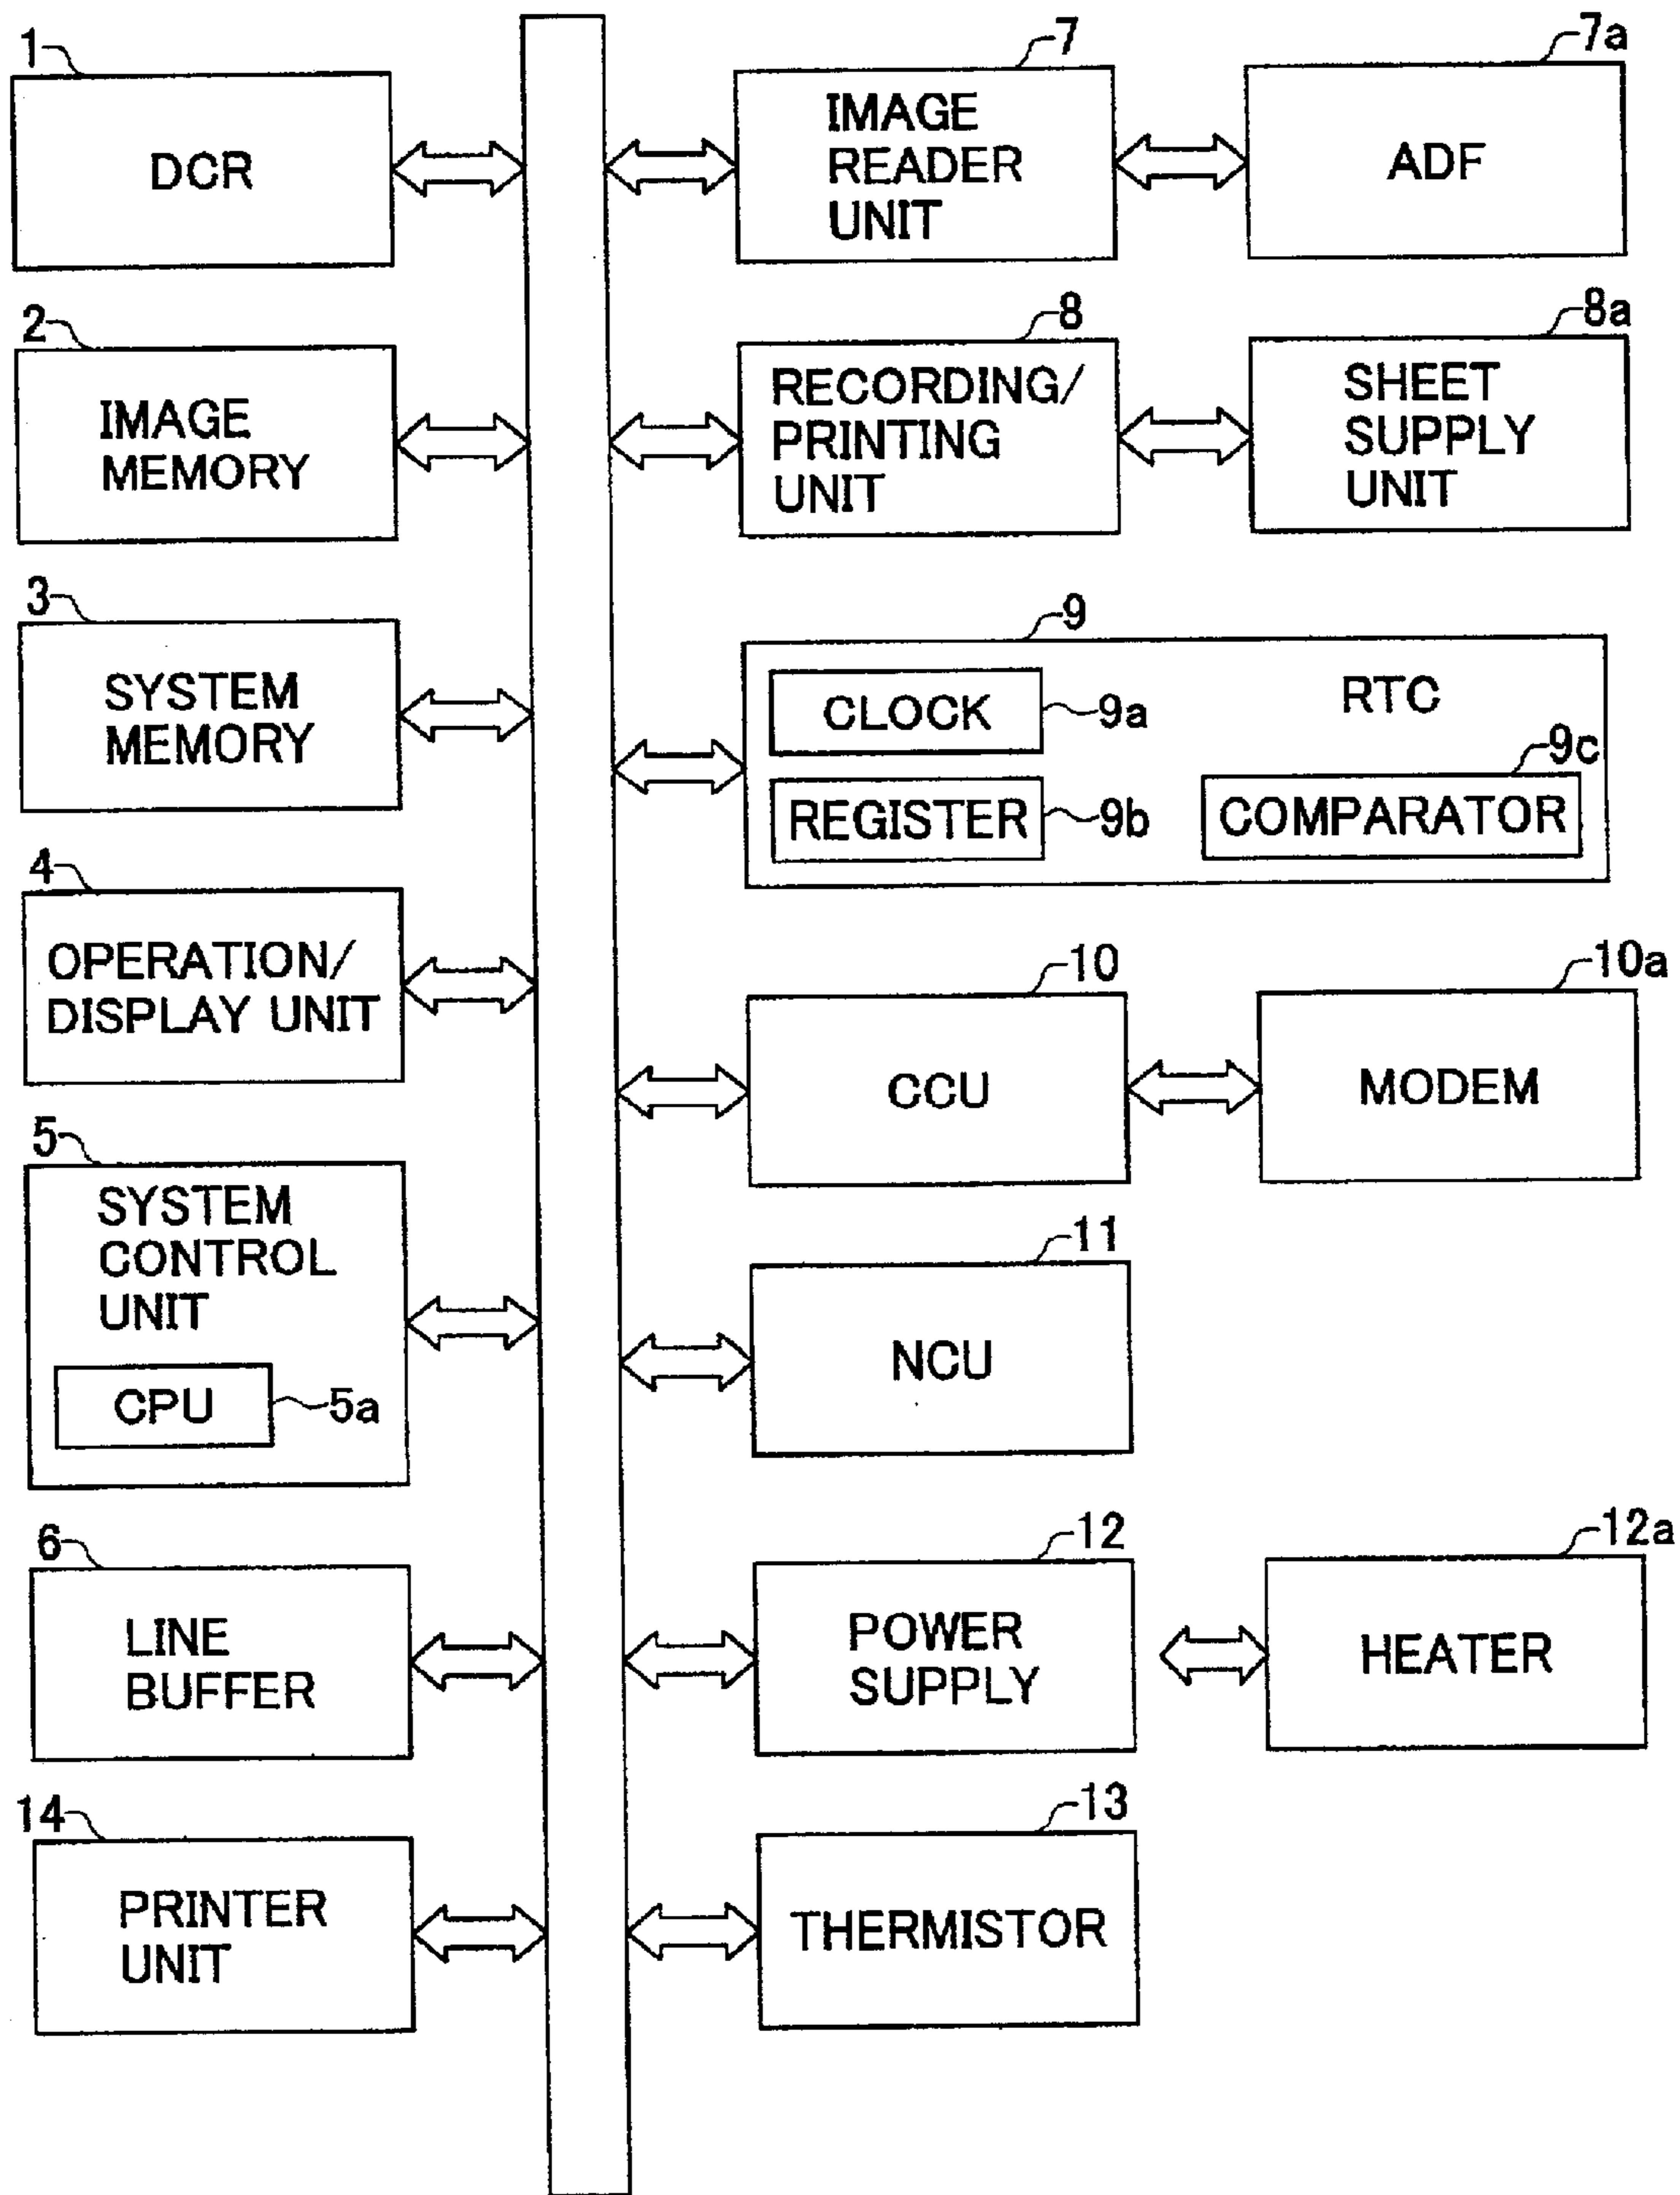 1
DCR
2
IMAGE
MEMORY
3
SYSTEM
MEMORY
4
OPERATION/
DISPLAY UNIT
5
SYSTEM
CONTROL
UNIT
CPU
5a
6
LINE
BUFFER
14
PRINTER
UNIT
7
IMAGE
READER
UNIT
7a
ADF
8
RECORDING/
PRINTING
UNIT
8a
SHEET
SUPPLY
UNIT
9
RTC
CLOCK
9a
REGISTER
9b
9c
COMPARATOR
10
CCU
10a
MODEM
11
NCU
12
POWER
SUPPLY
12a
HEATER
13
THERMISTOR